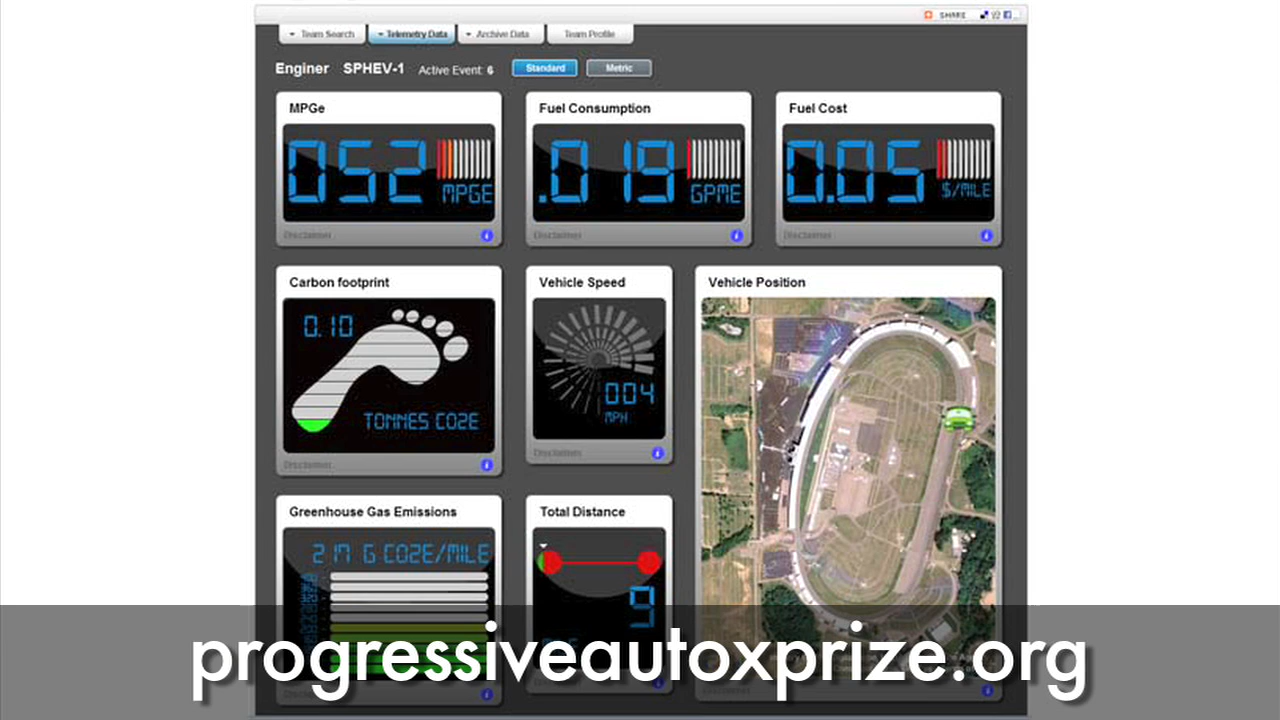 SHARE
Team Search Telemetry Data Archive Data Team Profile
Enginer SPHEV-1 Active Event: 6 Standard Metric
MPGe Fuel Consumption Fuel Cost
052 MPGE .019 GPME 0.05 $/MILE
Disclaimer Disclaimer Disclaimer
Carbon footprint Vehicle Speed Vehicle Position
0.10
TONNES CO2E
004
MPH
Disclaimer Disclaimer
Greenhouse Gas Emissions Total Distance
217 G CO2E/MILE
9
progressiveautoxprize.org
Disclaimer